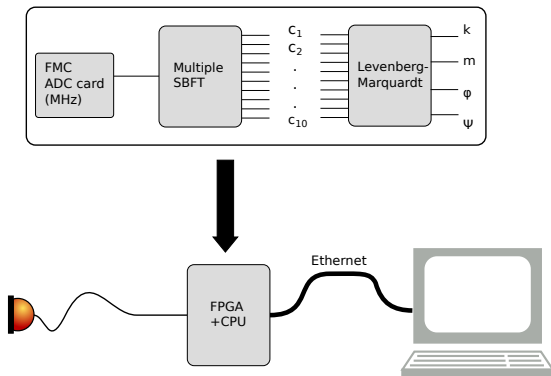 FMC
ADC card
(MHz)
Multiple
SBFT
c1
c2
.
.
.
c10
Levenberg-
Marquardt
k
m
φ
ψ
Ethernet
FPGA
+CPU